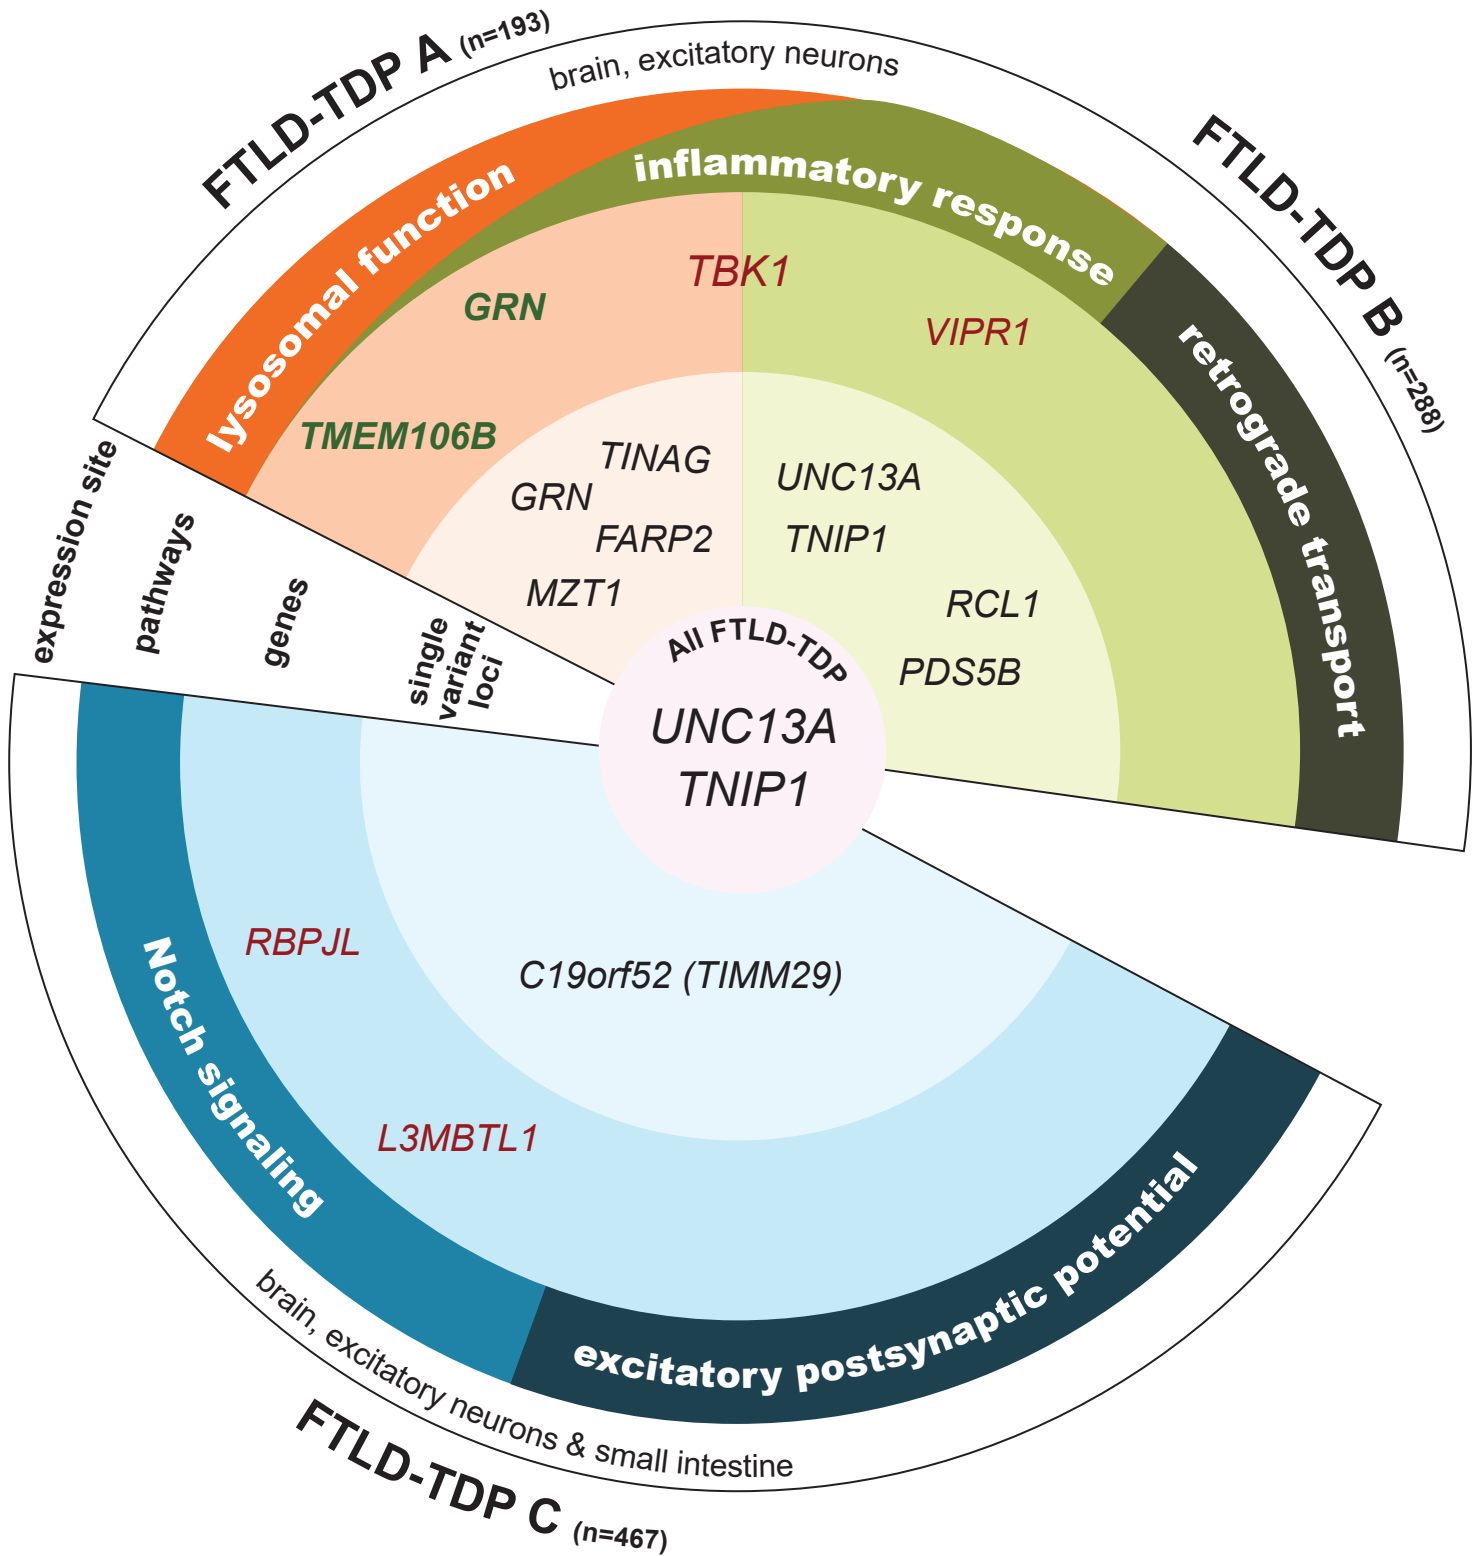 FTLD-TDP A (n=193)
brain, excitatory neurons
FTLD-TDP B (n=288)
lysosomal function
inflammatory response
retrograde transport
TBK1
GRN
VIPR1
TMEM106B
TINAG
GRN
FARP2
MZT1
UNC13A
TNIP1
RCL1
PDS5B
expression site
pathways
genes
single
variant
loci
All FTLD-TDP
UNC13A
TNIP1
RBPJL
C19orf52 (TIMM29)
L3MBTL1
Notch signaling
excitatory postsynaptic potential
brain, excitatory neurons & small intestine
FTLD-TDP C (n=467)